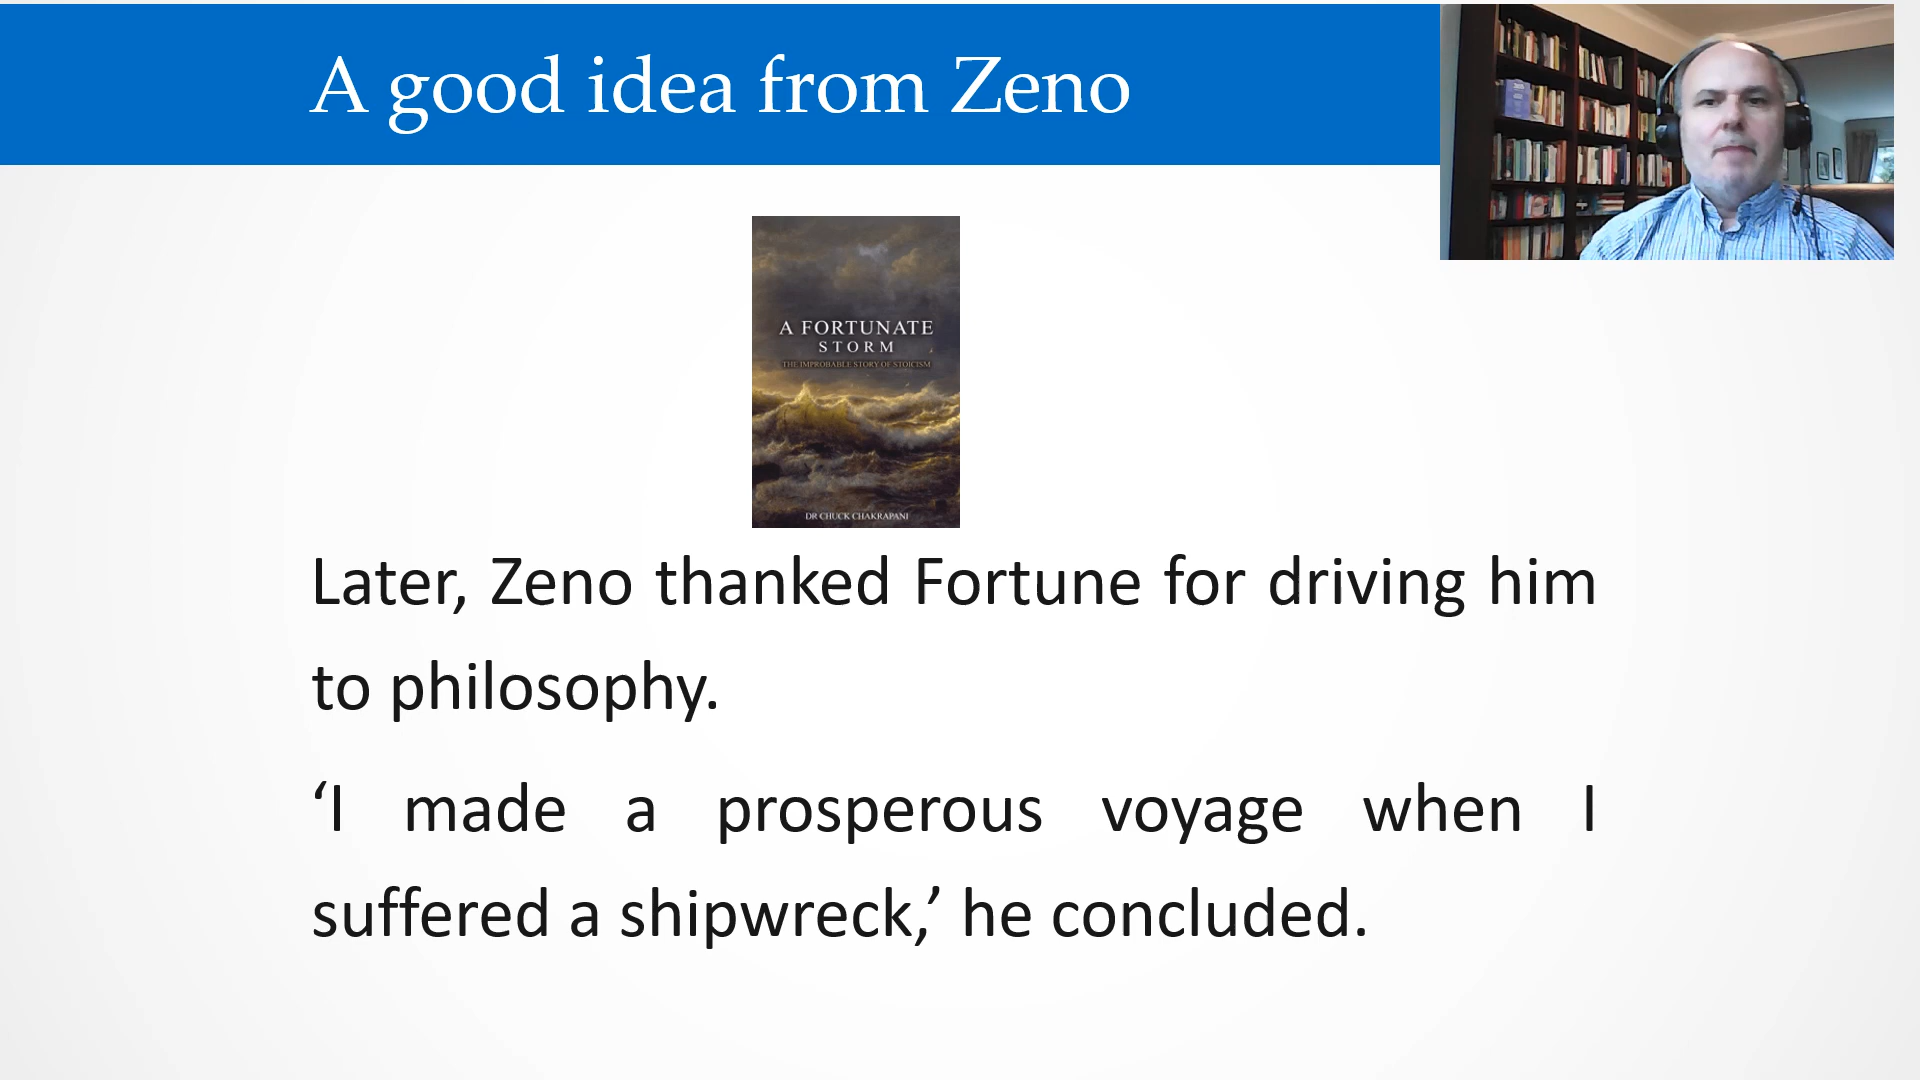 A good idea from Zeno
A FORTUNATE
STORM
THE IMPROBABLE STORY OF STOICISM
DR CHUCK CHAKRAPANI
Later, Zeno thanked Fortune for driving him
to philosophy.
‘I made a prosperous voyage when I
suffered a shipwreck,’ he concluded.